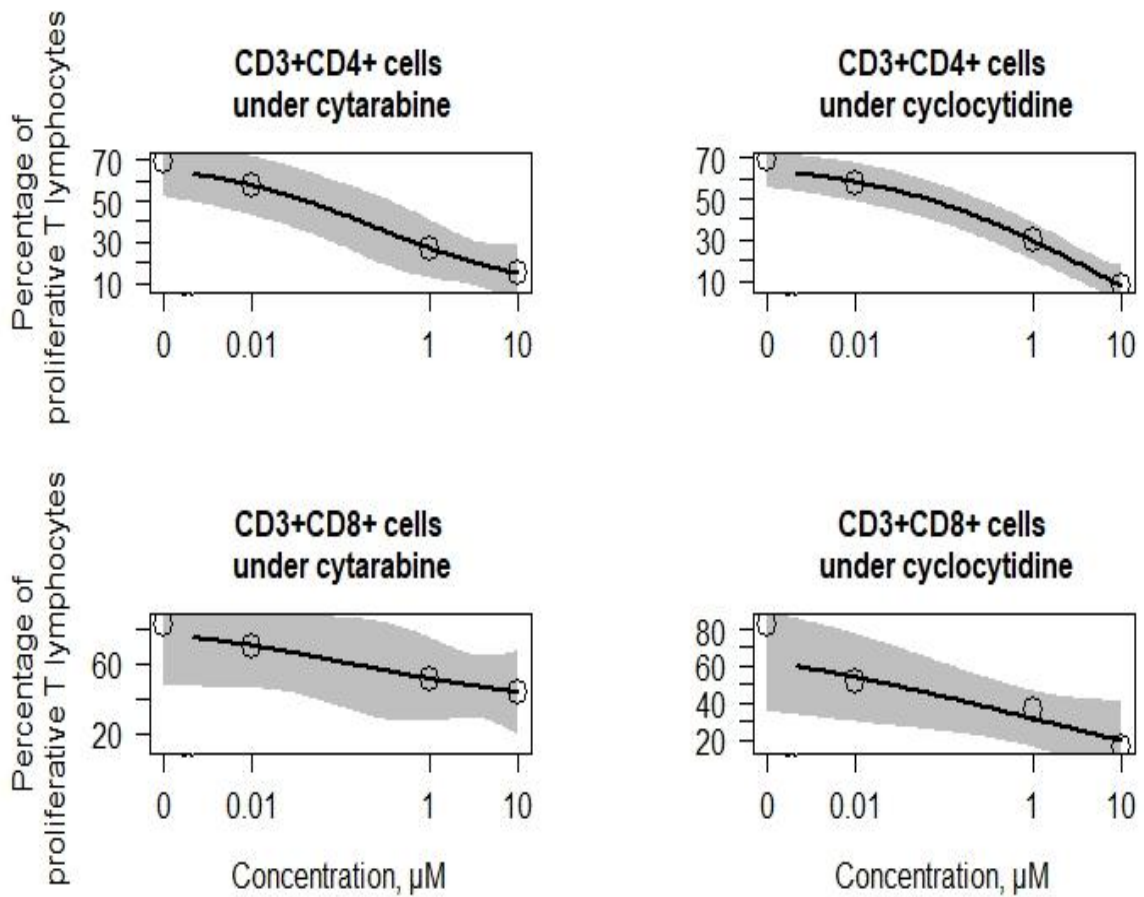 Percentage of
proliferative T lymphocytes
CD3+CD4+ cells
under cytarabine
70
50
30
10
0 0.01 1 10
CD3+CD4+ cells
under cyclocytidine
70
50
30
10
0 0.01 1 10
Percentage of
proliferative T lymphocytes
CD3+CD8+ cells
under cytarabine
60
20
0 0.01 1 10
Concentration, µM
CD3+CD8+ cells
under cyclocytidine
80
60
40
20
0 0.01 1 10
Concentration, µM